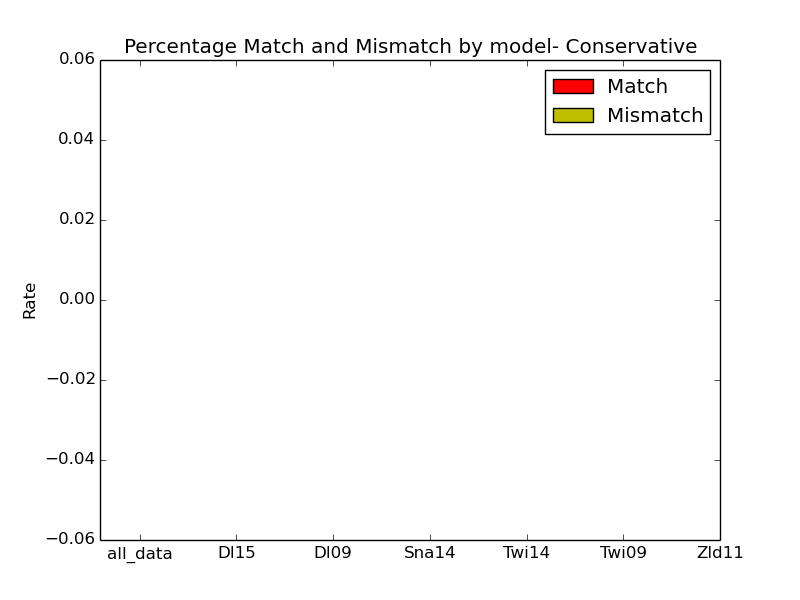 Percentage Match and Mismatch by model- Conservative
Match
Mismatch
Rate
0.06
0.04
0.02
0.00
−0.02
−0.04
−0.06
all_data
Dl15
Dl09
Sna14
Twi14
Twi09
Zld11